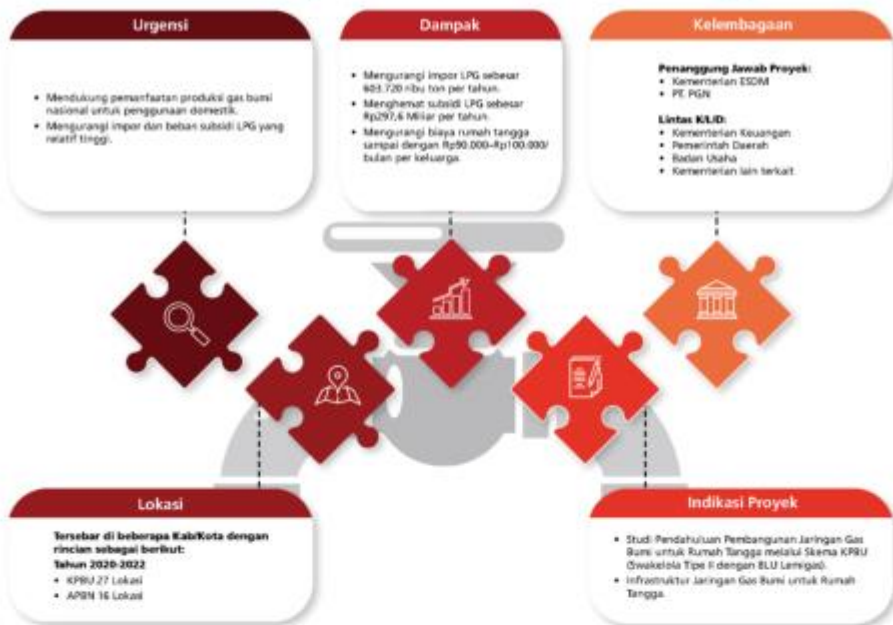 Urgensi
• Mendukung pemanfaatan produksi gas bumi
nasional untuk penggunaan domestik.
• Mengurangi impor dan beban subsidi LPG yang
relatif tinggi.
Dampak
• Mengurangi impor LPG sebesar
603.720 ribu ton per tahun.
• Menghemat subsidi LPG sebesar
Rp297,6 Miliar per tahun.
• Mengurangi biaya rumah tangga
sampai dengan Rp90.000–Rp100.000/
bulan per keluarga.
Kelembagaan
Penanggung Jawab Proyek:
• Kementerian ESDM
• PT. PGN
Lintas K/L/D:
• Kementerian Keuangan
• Pemerintah Daerah
• Badan Usaha
• Kementerian lain terkait
Lokasi
Tersebar di beberapa Kab/Kota dengan
rincian sebagai berikut:
Tahun 2020-2022
• KPBU 27 Lokasi
• APBN 16 Lokasi
Indikasi Proyek
• Studi Pendahuluan Pembangunan Jaringan Gas
Bumi untuk Rumah Tangga melalui Skema KPBU
(Swakelola Tipe II dengan BLU Lemigas).
• Infrastruktur Jaringan Gas Bumi untuk Rumah
Tangga.